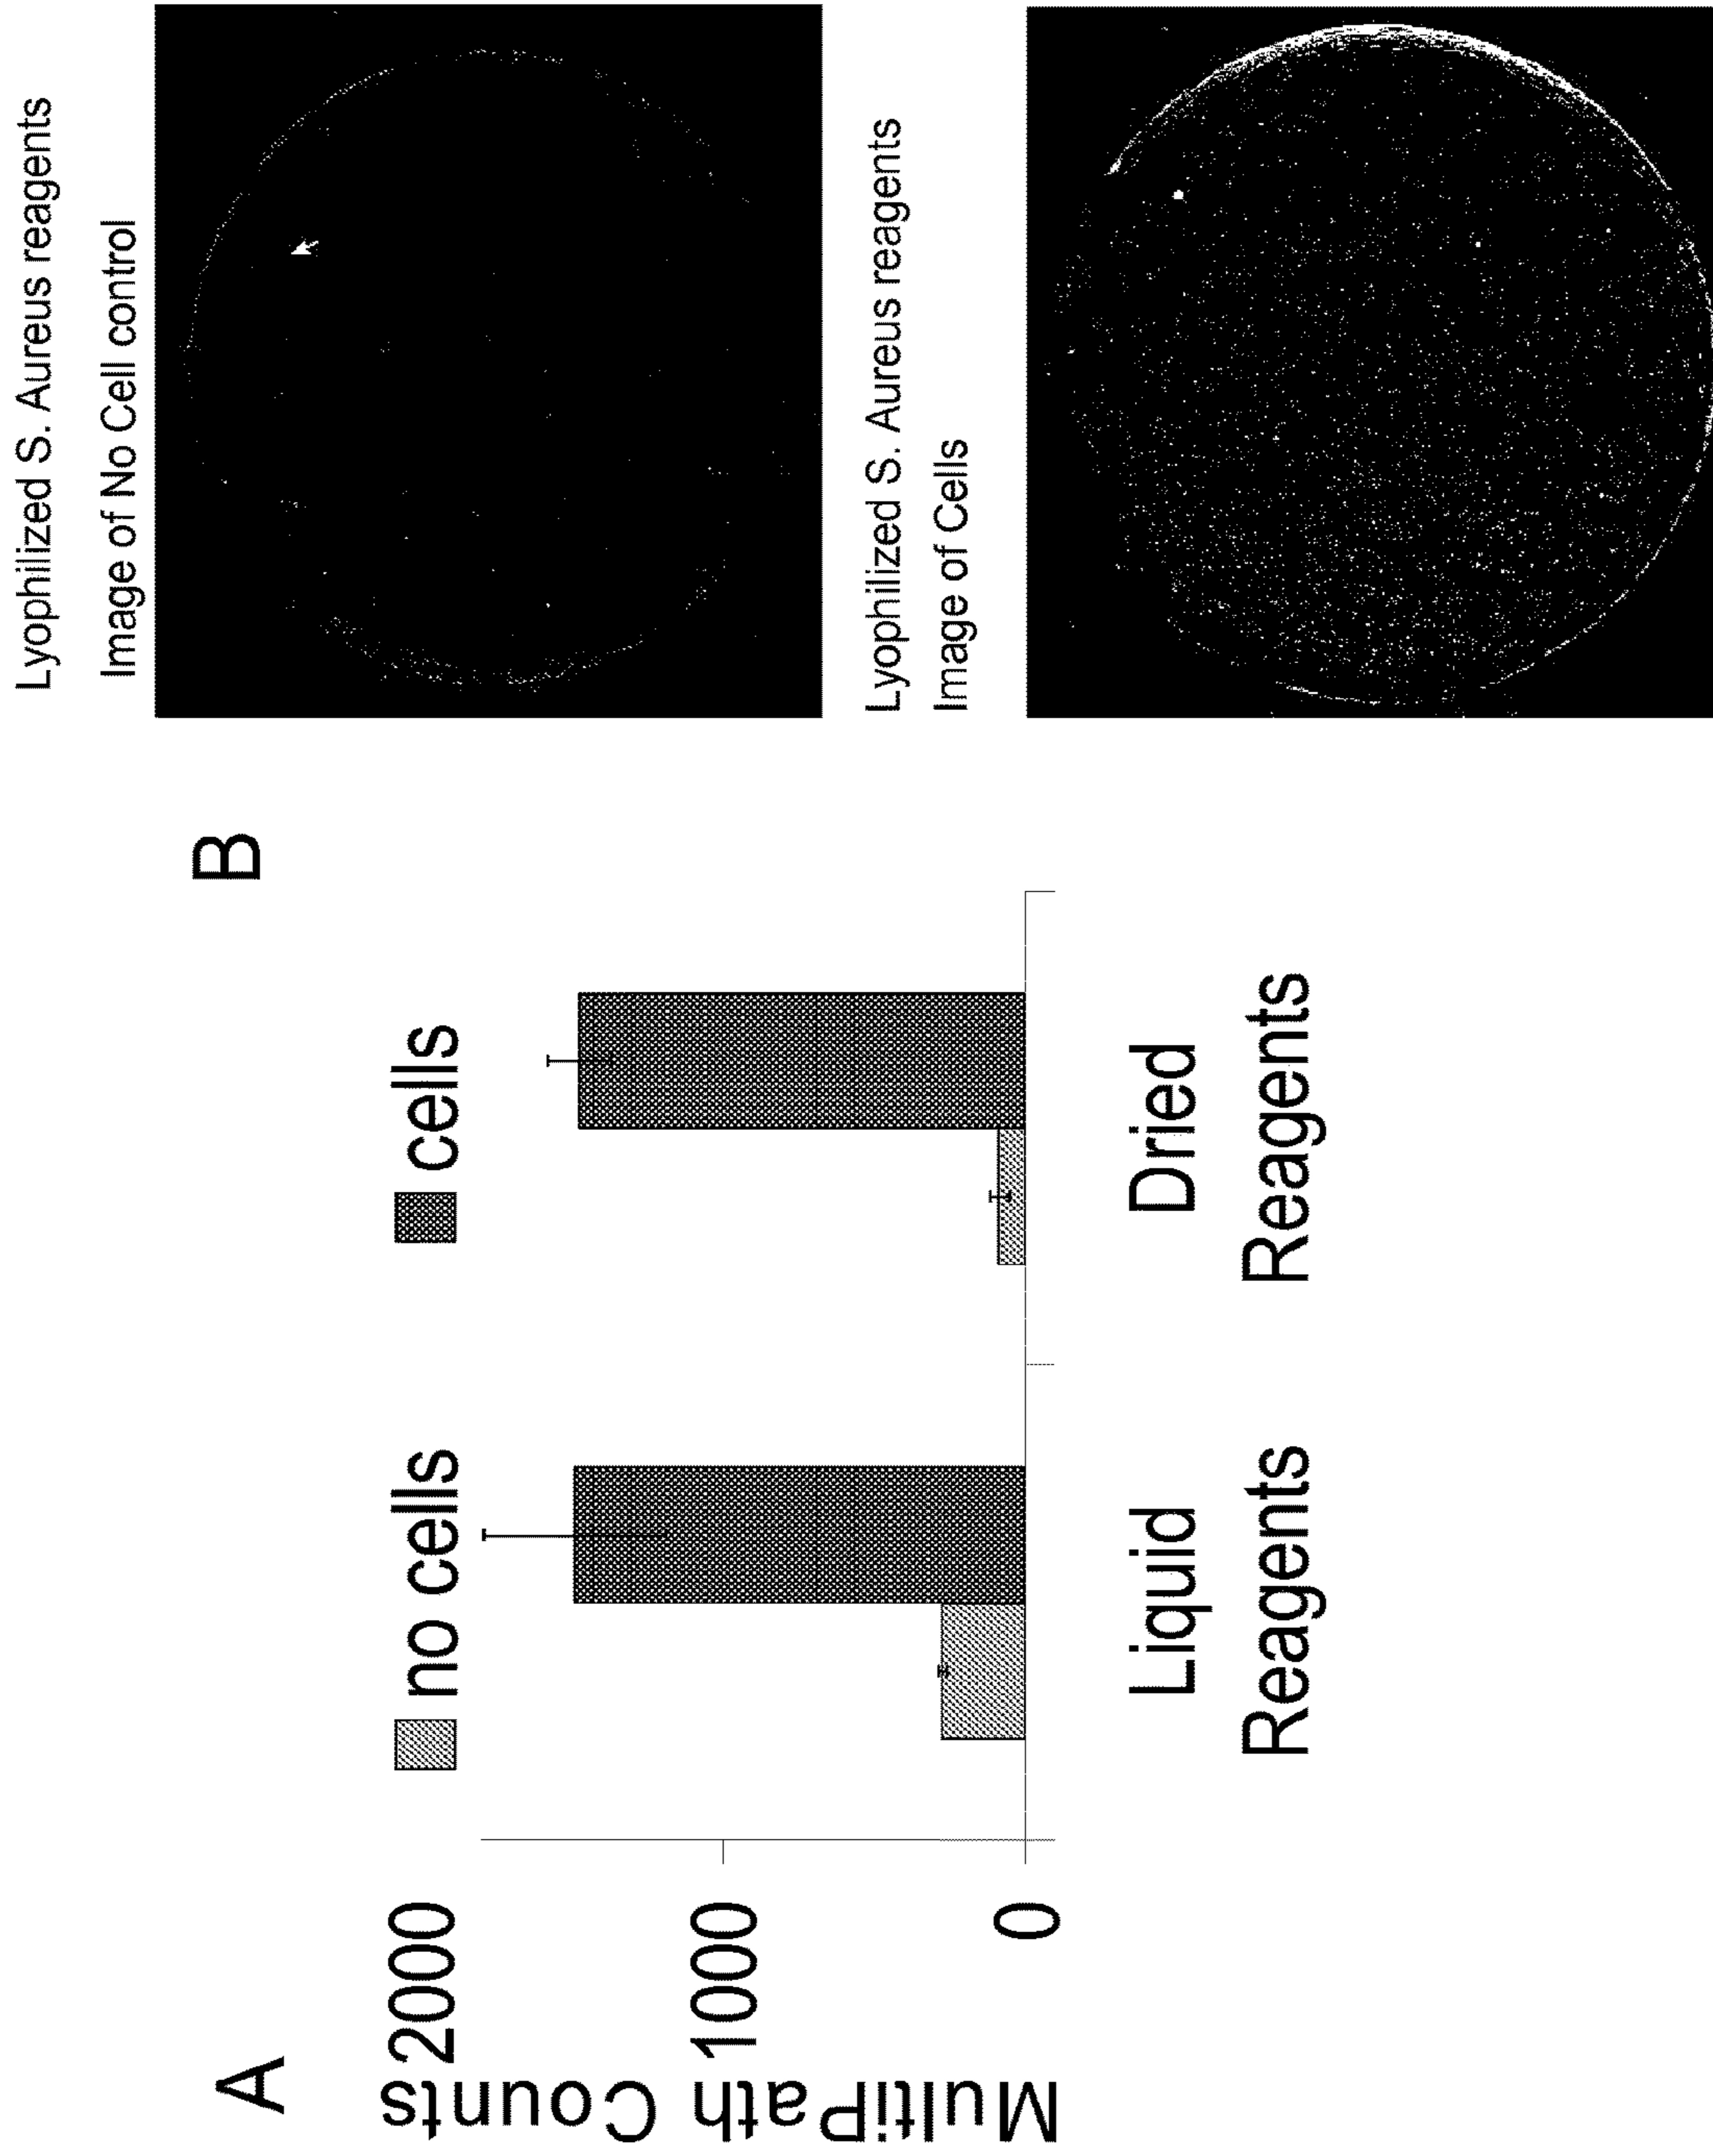 A
MultiPath Counts
2000
1000
0
no cells
cells
Liquid
Reagents
Dried
Reagents
B
Lyophilized S. Aureus reagents
Image of No Cell control
Lyophilized S. Aureus reagents
Image of Cells